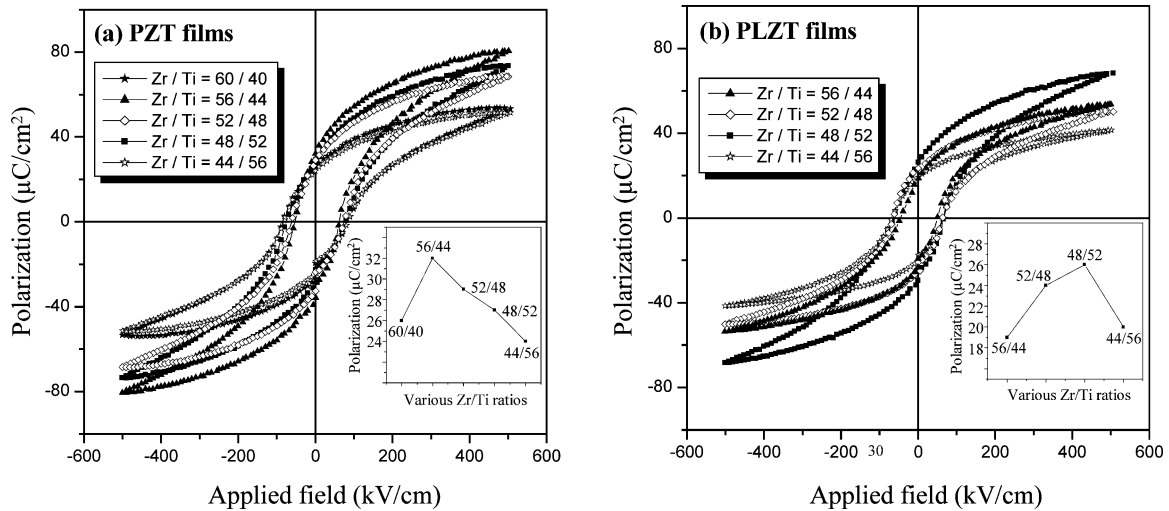 (a) PZT films
Zr / Ti = 60 / 40
Zr / Ti = 56 / 44
Zr / Ti = 52 / 48
Zr / Ti = 48 / 52
Zr / Ti = 44 / 56
80
40
0
-40
-80
Polarization (µC/cm²)
-600 -400 -200 0 200 400 600
Applied field (kV/cm)
32
30
28
26
24
Polarization (µC/cm²)
56/44
52/48
48/52
60/40
44/56
Various Zr/Ti ratios
(b) PLZT films
Zr / Ti = 56 / 44
Zr / Ti = 52 / 48
Zr / Ti = 48 / 52
Zr / Ti = 44 / 56
80
40
0
-40
-80
Polarization (µC/cm²)
-600 -400 -200 0 200 400 600
30
Applied field (kV/cm)
28
26
24
22
20
18
Polarization (µC/cm²)
48/52
52/48
56/44
44/56
Various Zr/Ti ratios